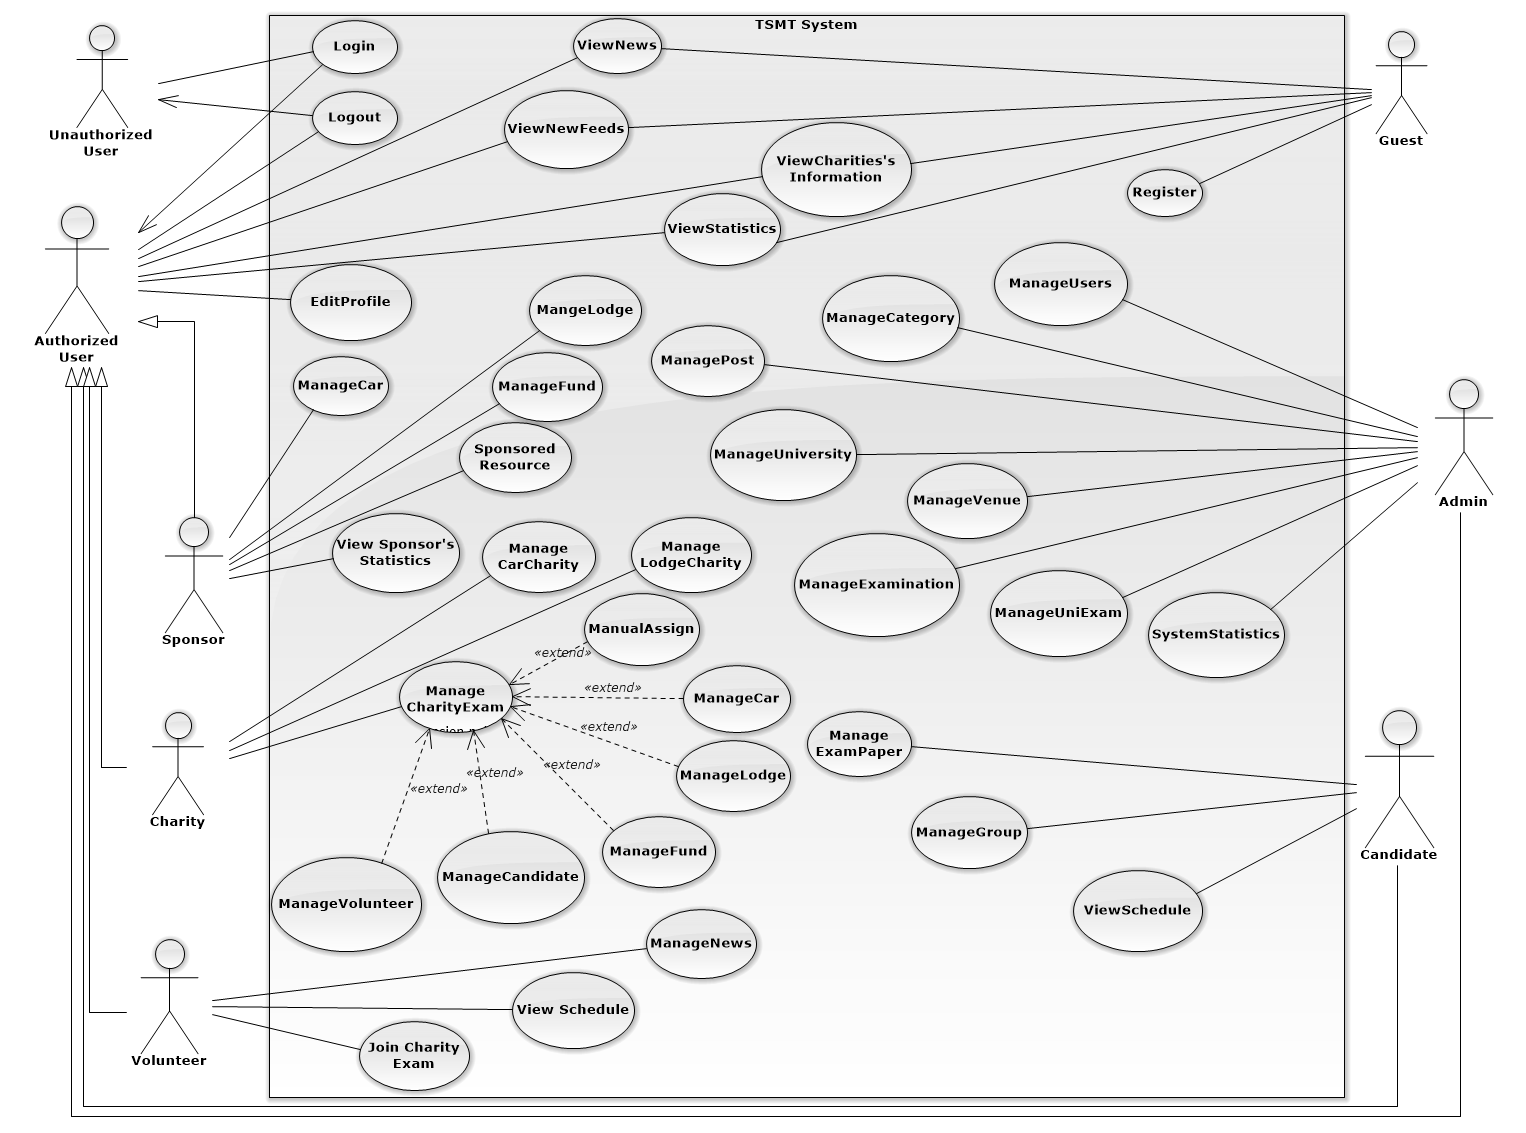 TSMT System
Login
ViewNews
Unauthorized
User
Logout
ViewNewFeeds
Guest
ViewCharities's
Information
Register
ViewStatistics
Authorized
User
EditProfile
MangeLodge
ManageUsers
ManageCategory
ManagePost
ManageCar
ManageFund
Sponsored
Resource
ManageUniversity
ManageVenue
Admin
View Sponsor's
Statistics
Manage
CarCharity
Manage
LodgeCharity
ManageExamination
ManageUniExam
SystemStatistics
Sponsor
ManualAssign
«extend»
Manage
CharityExam
«extend»
ManageCar
«extend»
Manage
ExamPaper
«extend»
ManageLodge
«extend»
«extend»
Charity
ManageGroup
ManageFund
Candidate
ManageCandidate
ManageVolunteer
ViewSchedule
ManageNews
View Schedule
Join Charity
Exam
Volunteer